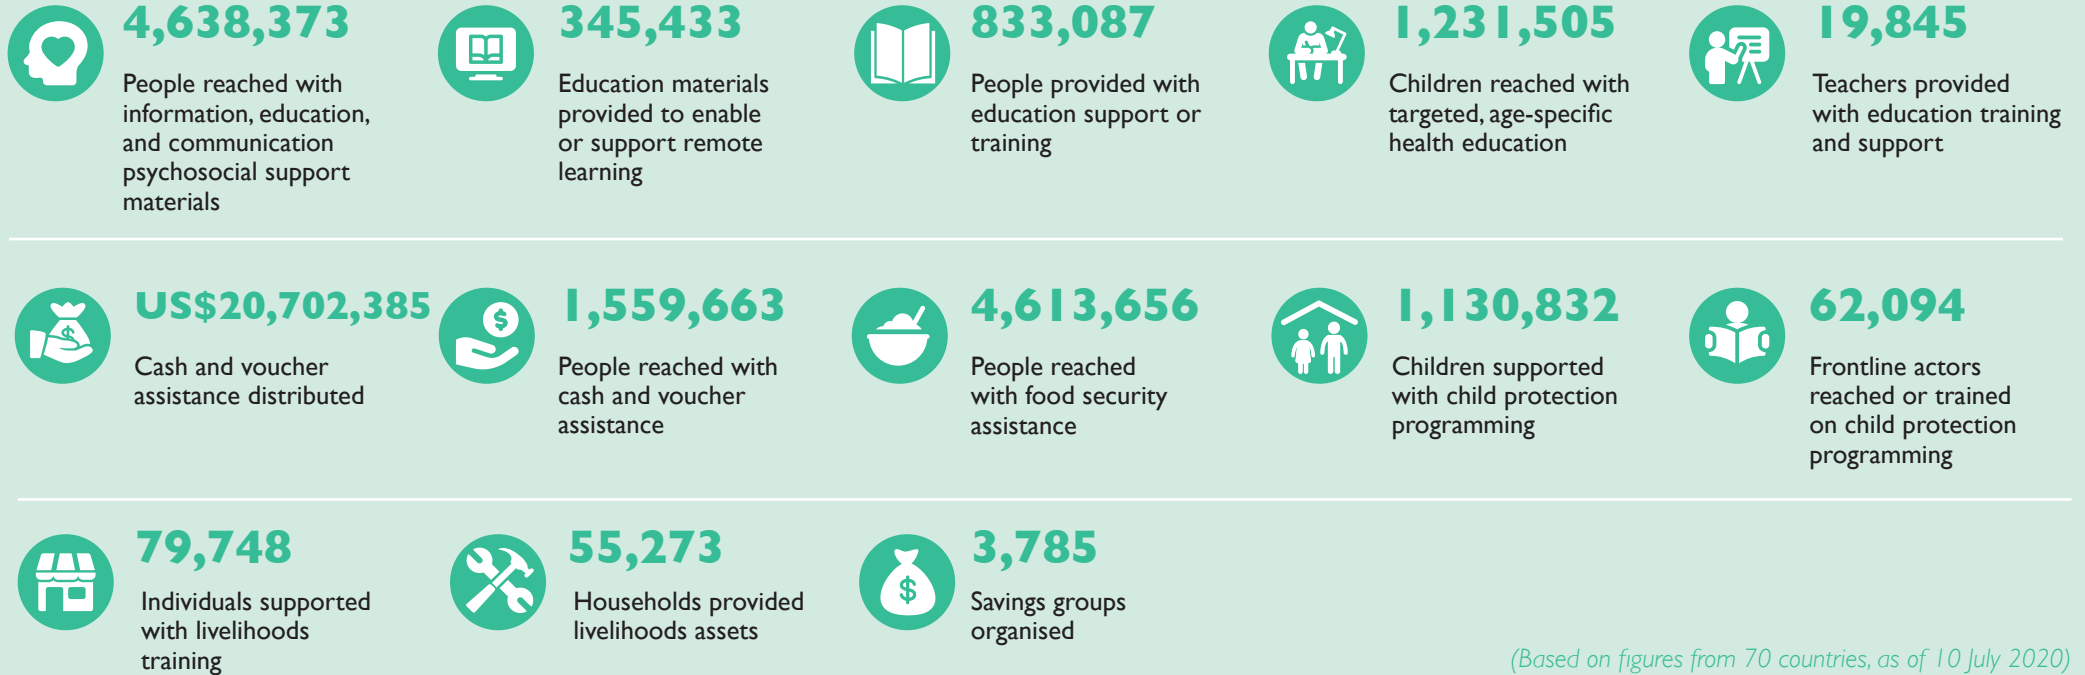 4,638,373
People reached with
information, education,
and communication
psychosocial support
materials
345,433
Education materials
provided to enable
or support remote
learning
833,087
People provided with
education support or
training
1,231,505
Children reached with
targeted, age-specific
health education
19,845
Teachers provided
with education training
and support
US$20,702,385
Cash and voucher
assistance distributed
1,559,663
People reached with
cash and voucher
assistance
4,613,656
People reached
with food security
assistance
1,130,832
Children supported
with child protection
programming
62,094
Frontline actors
reached or trained
on child protection
programming
79,748
Individuals supported
with livelihoods
training
55,273
Households provided
livelihoods assets
3,785
Savings groups
organised
(Based on figures from 70 countries, as of 10 July 2020)